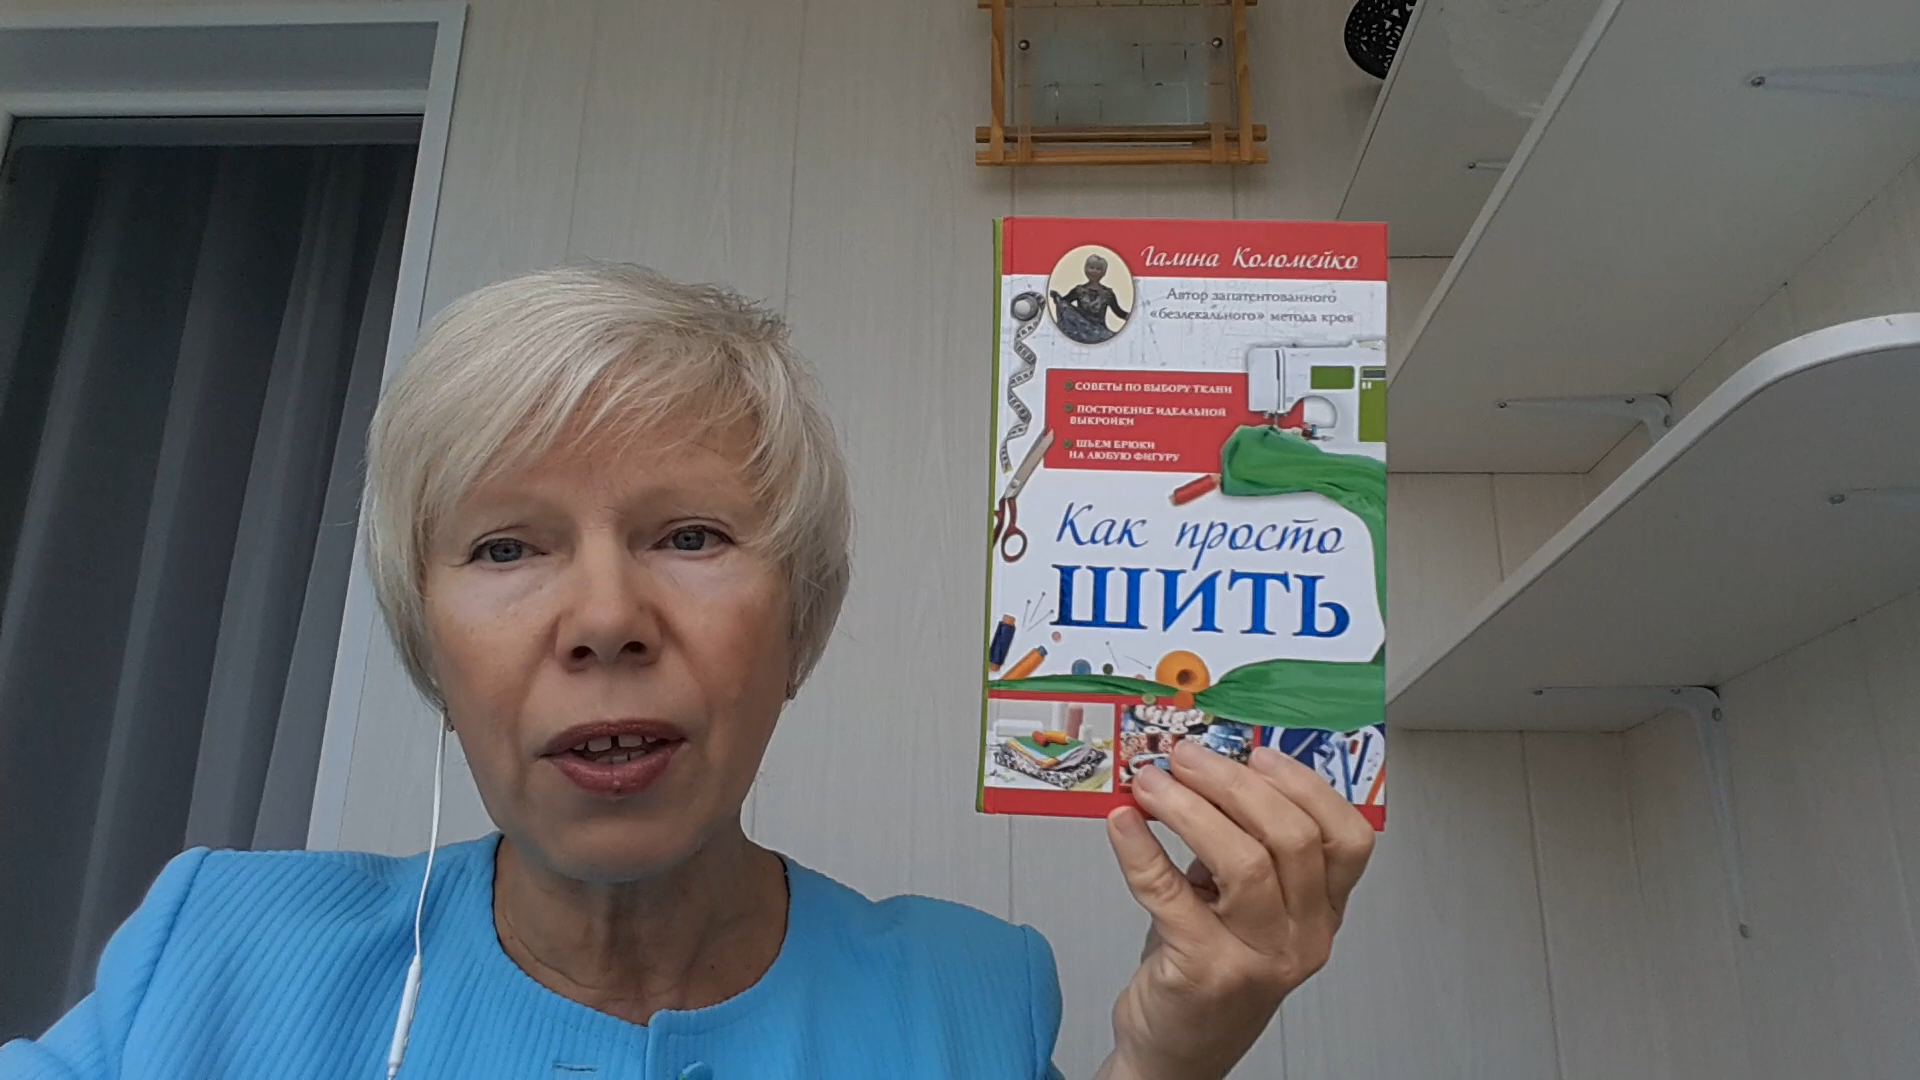 Галина Коломейко
Автор запатентованного
«безлекального» метода кроя
СОВЕТЫ ПО ВЫБОРУ ТКАНИ
ПОСТРОЕНИЕ ИДЕАЛЬНОЙ
ВЫКРОЙКИ
ШЬЕМ БРЮКИ
НА ЛЮБУЮ ФИГУРУ
Как просто
ШИТЬ